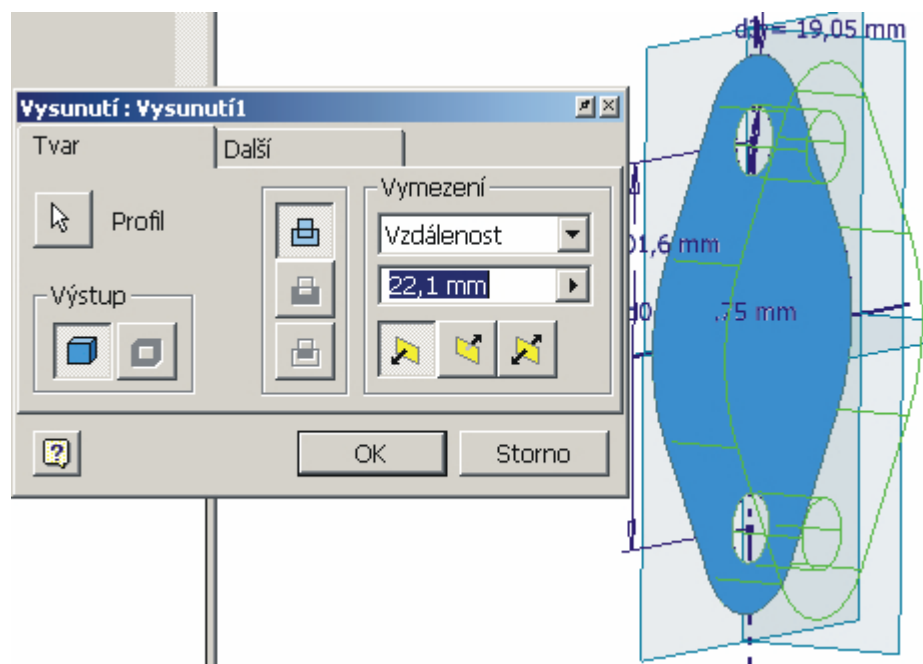 Vysunutí : Vysunutí1
Tvar
Další
Profil
Výstup
Vymezení
Vzdálenost
22,1 mm
OK
Storno
= 19,05 mm
01,6 mm
.75 mm